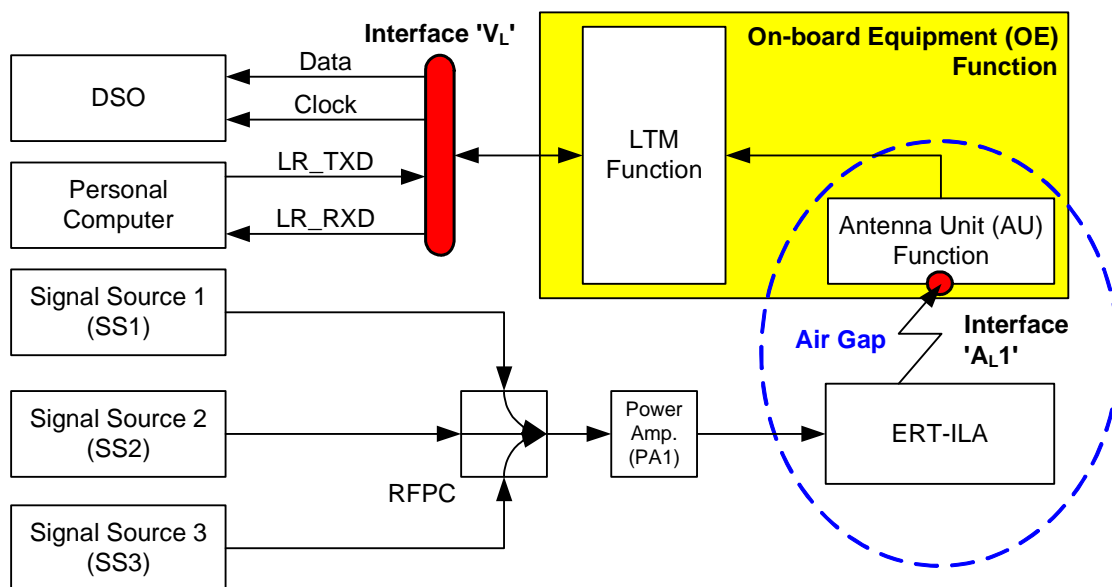 Interface 'VL'
On-board Equipment (OE)
Function
DSO
Data
Clock
LTM
Function
Personal
Computer
LR_TXD
LR_RXD
Antenna Unit (AU)
Function
Signal Source 1
(SS1)
Air Gap
Interface
'AL1'
Signal Source 2
(SS2)
RFPC
Power
Amp.
(PA1)
ERT-ILA
Signal Source 3
(SS3)